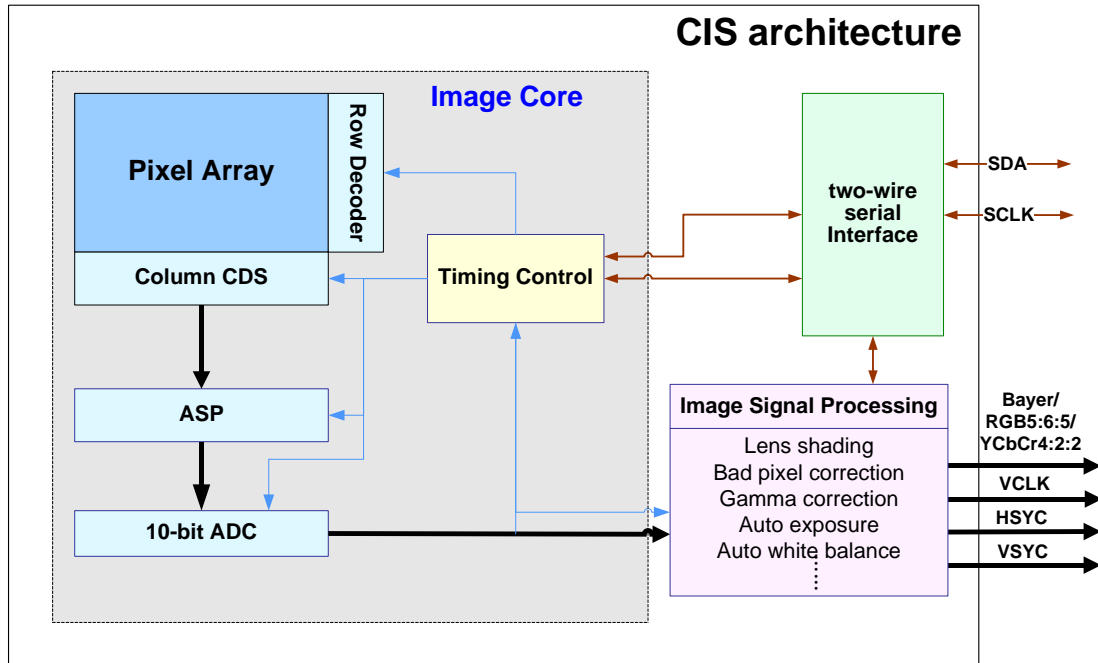 CIS architecture
Image Core
Pixel Array
Row Decoder
Column CDS
Timing Control
ASP
10-bit ADC
two-wire
serial
Interface
SDA
SCLK
Image Signal Processing
Lens shading
Bad pixel correction
Gamma correction
Auto exposure
Auto white balance
Bayer/
RGB5:6:5/
YCbCr4:2:2
VCLK
HSYC
VSYC